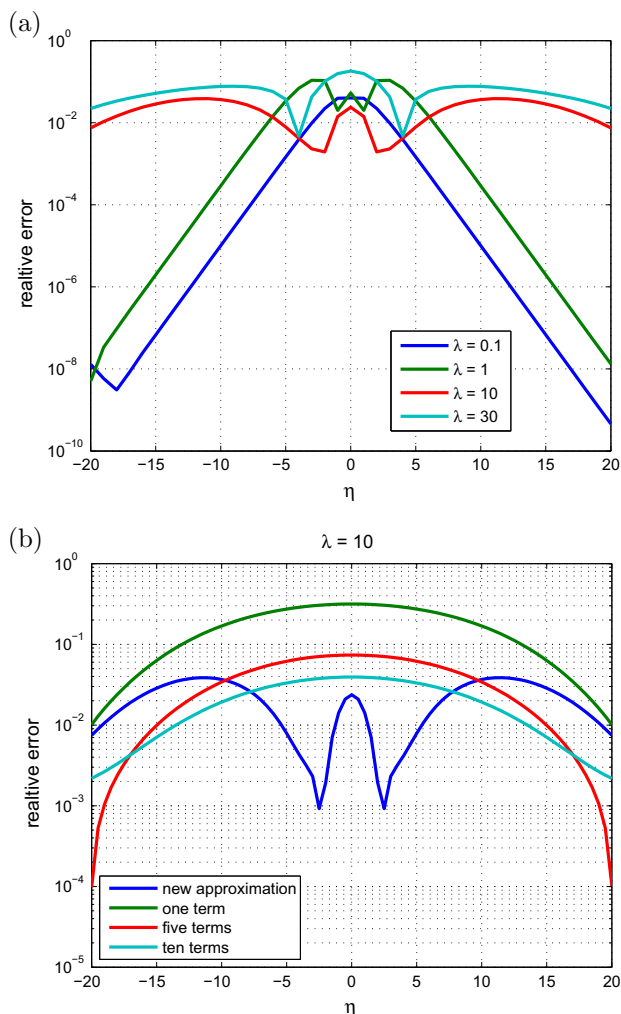 (a)
10^0
10^-2
10^-4
10^-6
10^-8
10^-10
realtive error
λ = 0.1
λ = 1
λ = 10
λ = 30
−20 −15 −10 −5 0 5 10 15 20
η
(b)
λ = 10
10^0
10^-1
10^-2
10^-3
10^-4
10^-5
realtive error
new approximation
one term
five terms
ten terms
−20 −15 −10 −5 0 5 10 15 20
η